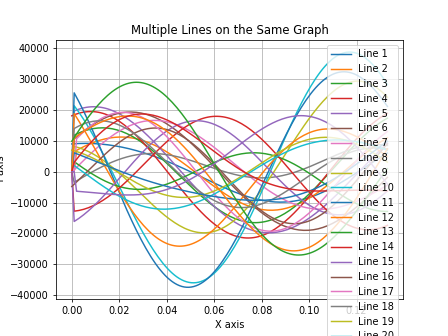 Multiple Lines on the Same Graph
40000
30000
20000
10000
0
-10000
-20000
-30000
-40000
0.00 0.02 0.04 0.06 0.08 0.10
X axis
Line 1
Line 2
Line 3
Line 4
Line 5
Line 6
Line 7
Line 8
Line 9
Line 10
Line 11
Line 12
Line 13
Line 14
Line 15
Line 16
Line 17
Line 18
Line 19
Line 20